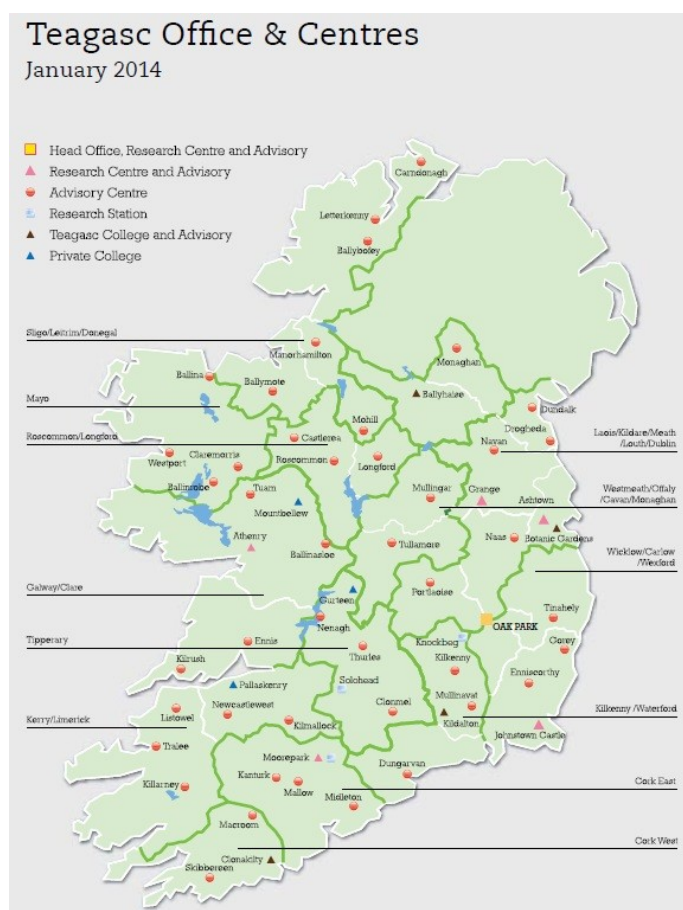 Teagasc Office & Centres
January 2014
Head Office, Research Centre and Advisory
Research Centre and Advisory
Advisory Centre
Research Station
Teagasc College and Advisory
Private College
Carndonagh
Letterkenny
Ballybofey
Sligo/Leitrim/Donegal
Manorhamilton
Monaghan
Ballina
Ballymote
Ballyhaise
Mayo
Mohill
Dundalk
Drogheda
Roscommon/Longford
Castlerea
Navan
Laois/Kildare/Meath
/Louth/Dublin
Westport
Claremorris
Roscommon
Longford
Ballinrobe
Tuam
Mullingar
Grange
Ashtown
Westmeath/Offaly
/Cavan/Monaghan
Mountbellew
Athenry
Ballinasloe
Tullamore
Naas
Botanic Gardens
Wicklow/Carlow
/Wexford
Galway/Clare
Gurteen
Portlaoise
Nenagh
OAK PARK
Tinahely
Tipperary
Ennis
Thurles
Knockbeg
Kilkenny
Gorey
Kilrush
Solohead
Enniscorthy
Pallaskenry
Mullinavat
Listowel
Newcastlewest
Clonmel
Kildalton
Kilkenny/Waterford
Kerry/Limerick
Kilmallock
Johnstown Castle
Tralee
Moorepark
Dungarvan
Killarney
Kanturk
Mallow
Midleton
Cork East
Macroom
Cork West
Clonakilty
Skibbereen